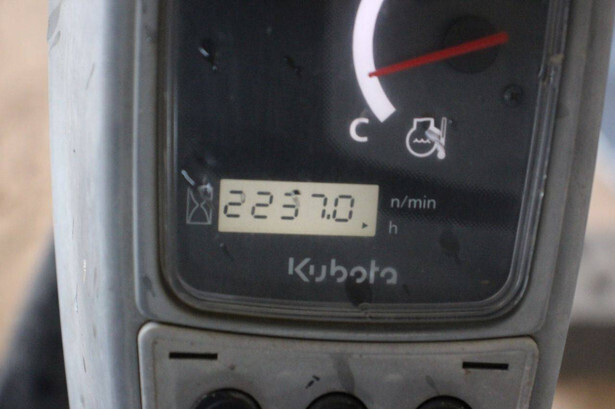 C
2237.0 n/min
h
Kubota